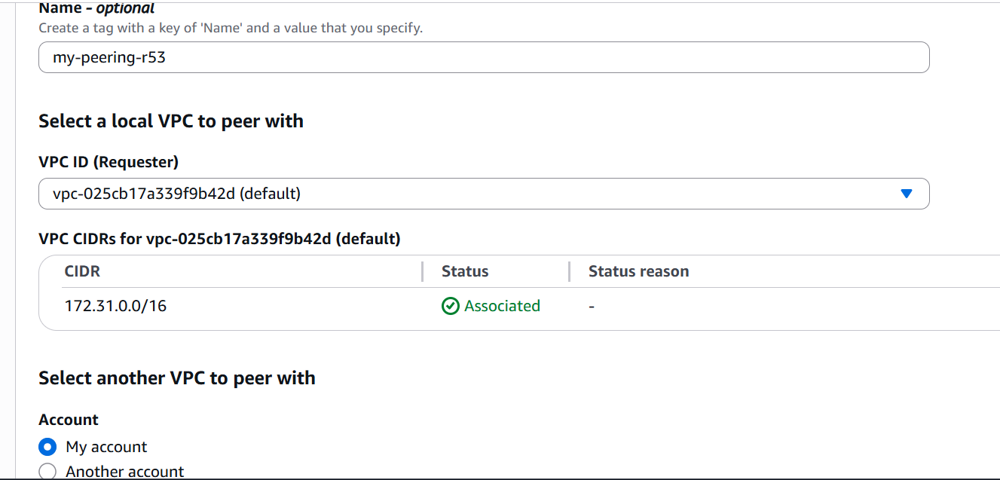 Name - optional
Create a tag with a key of 'Name' and a value that you specify.
my-peering-r53
Select a local VPC to peer with
VPC ID (Requester)
vpc-025cb17a339f9b42d (default)
VPC CIDRs for vpc-025cb17a339f9b42d (default)
CIDR Status Status reason
172.31.0.0/16 Associated -
Select another VPC to peer with
Account
My account
Another account